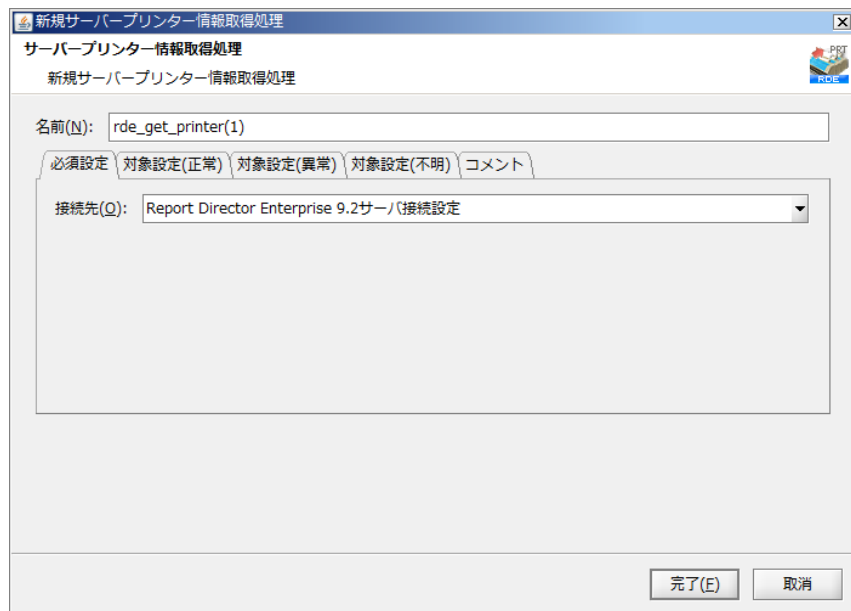 新規サーバープリンター情報取得処理
サーバープリンター情報取得処理
新規サーバープリンター情報取得処理
PRT
RDE
名前(N): rde_get_printer(1)
必須設定 対象設定(正常) 対象設定(異常) 対象設定(不明) コメント
接続先(O): Report Director Enterprise 9.2サーバ接続設定
完了(F) 取消